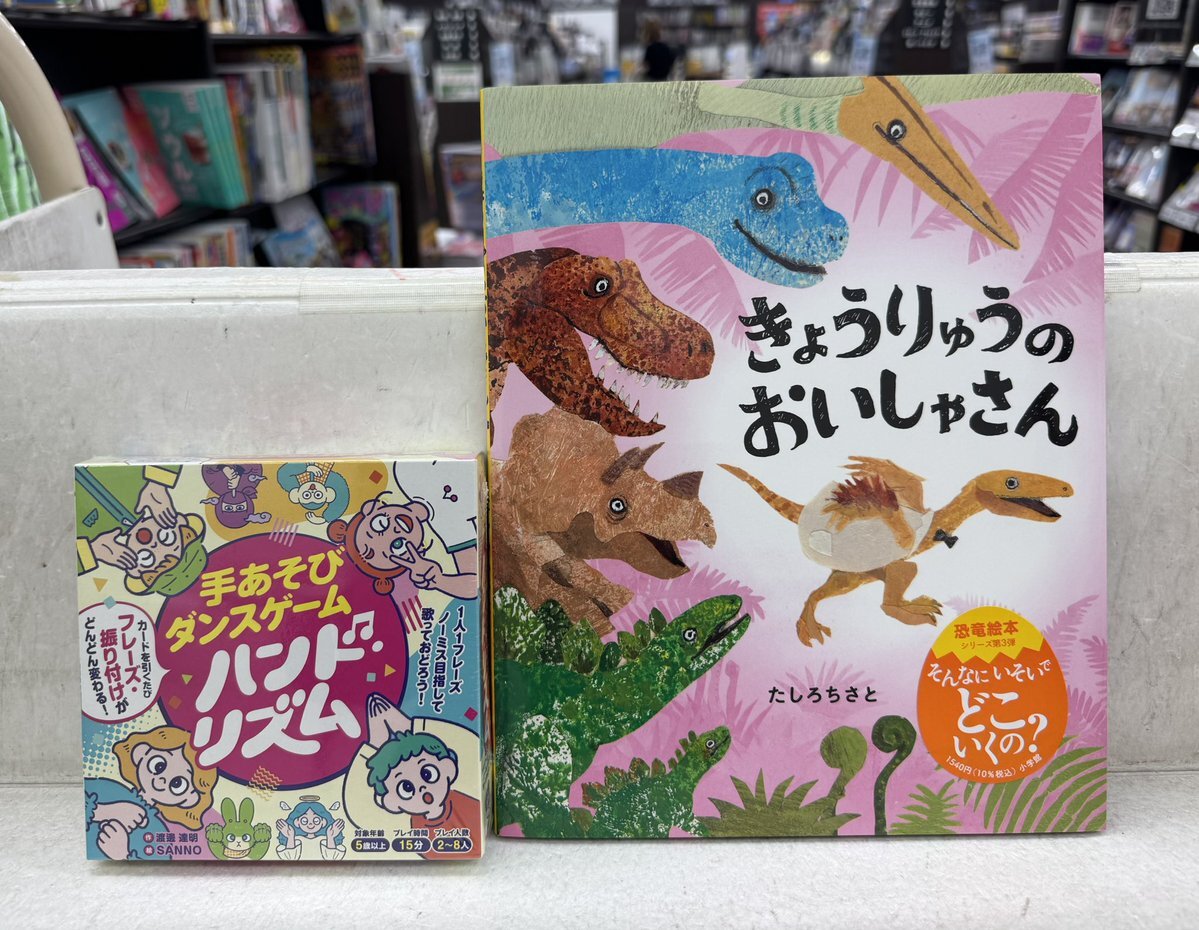 手あそび
ダンスゲーム
ハンド・
リズム
カードを引くたび
フレーズ・
振り付けが
どんどん変わる!
1人1フレーズ
ノーミス目指して
歌っておどろう!
作 渡邊 達明
絵 SANNO
対象年齢 プレイ時間 プレイ人数
5歳以上 15分 2〜8人
きょうりゅうの
おいしゃさん
たしろちさと
恐竜絵本
シリーズ第3弾
そんなに いそいで
どこ
いくの?
1540円(10%税込) 小学館